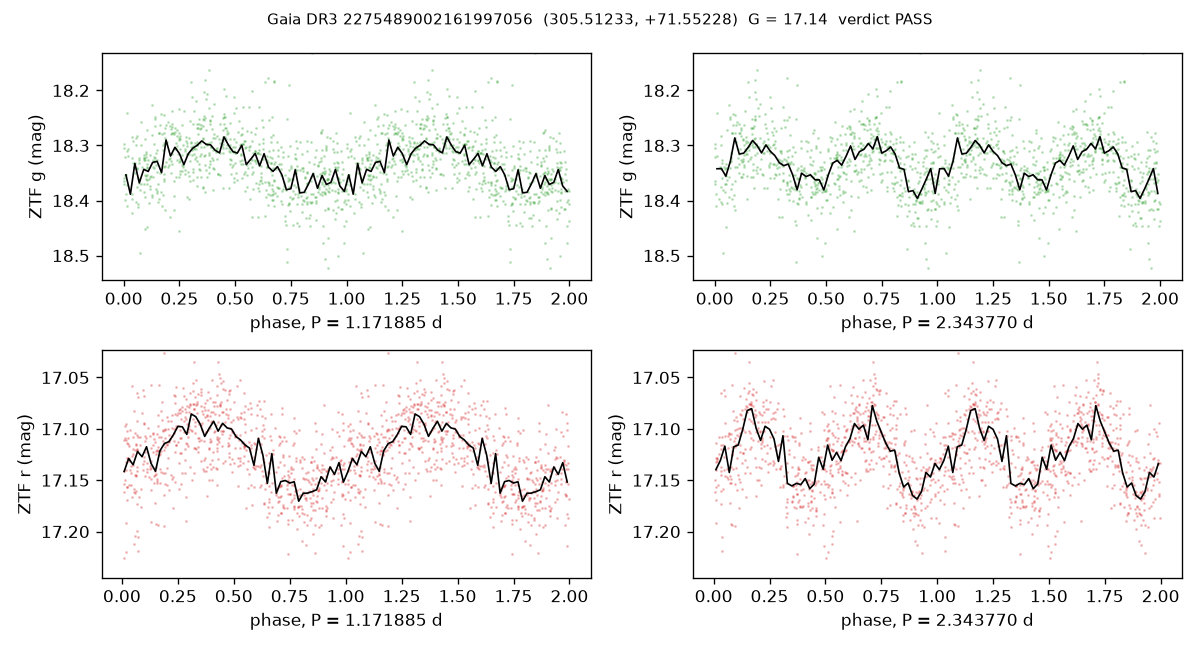 Gaia DR3 2275489002161997056 (305.51233, +71.55228) G = 17.14 verdict PASS
ZTF g (mag)
18.2
18.3
18.4
18.5
0.00 0.25 0.50 0.75 1.00 1.25 1.50 1.75 2.00
phase, P = 1.171885 d
ZTF g (mag)
18.2
18.3
18.4
18.5
0.00 0.25 0.50 0.75 1.00 1.25 1.50 1.75 2.00
phase, P = 2.343770 d
ZTF r (mag)
17.05
17.10
17.15
17.20
0.00 0.25 0.50 0.75 1.00 1.25 1.50 1.75 2.00
phase, P = 1.171885 d
ZTF r (mag)
17.05
17.10
17.15
17.20
0.00 0.25 0.50 0.75 1.00 1.25 1.50 1.75 2.00
phase, P = 2.343770 d